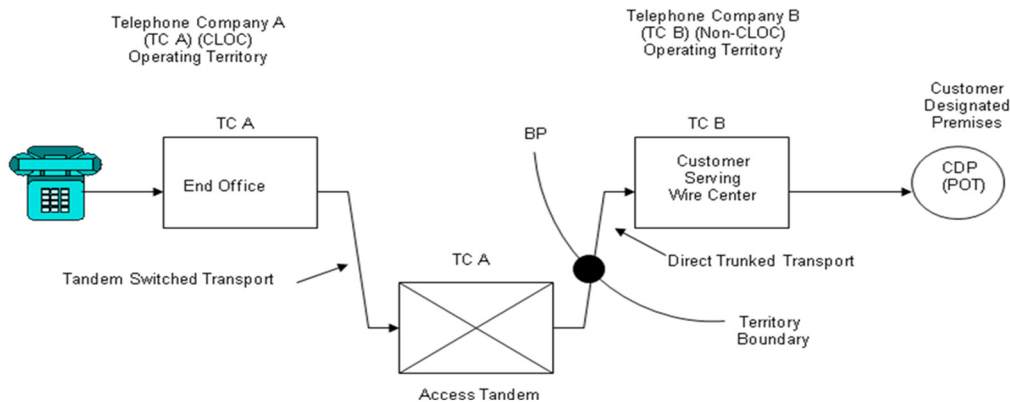 Telephone Company A
(TC A) (CLOC)
Operating Territory
Telephone Company B
(TC B) (Non-CLOC)
Operating Territory
Customer
Designated
Premises
TC A
BP
TC B
End Office
Customer
Serving
Wire Center
CDP
(POT)
Tandem Switched Transport
TC A
Direct Trunked Transport
Territory
Boundary
Access Tandem